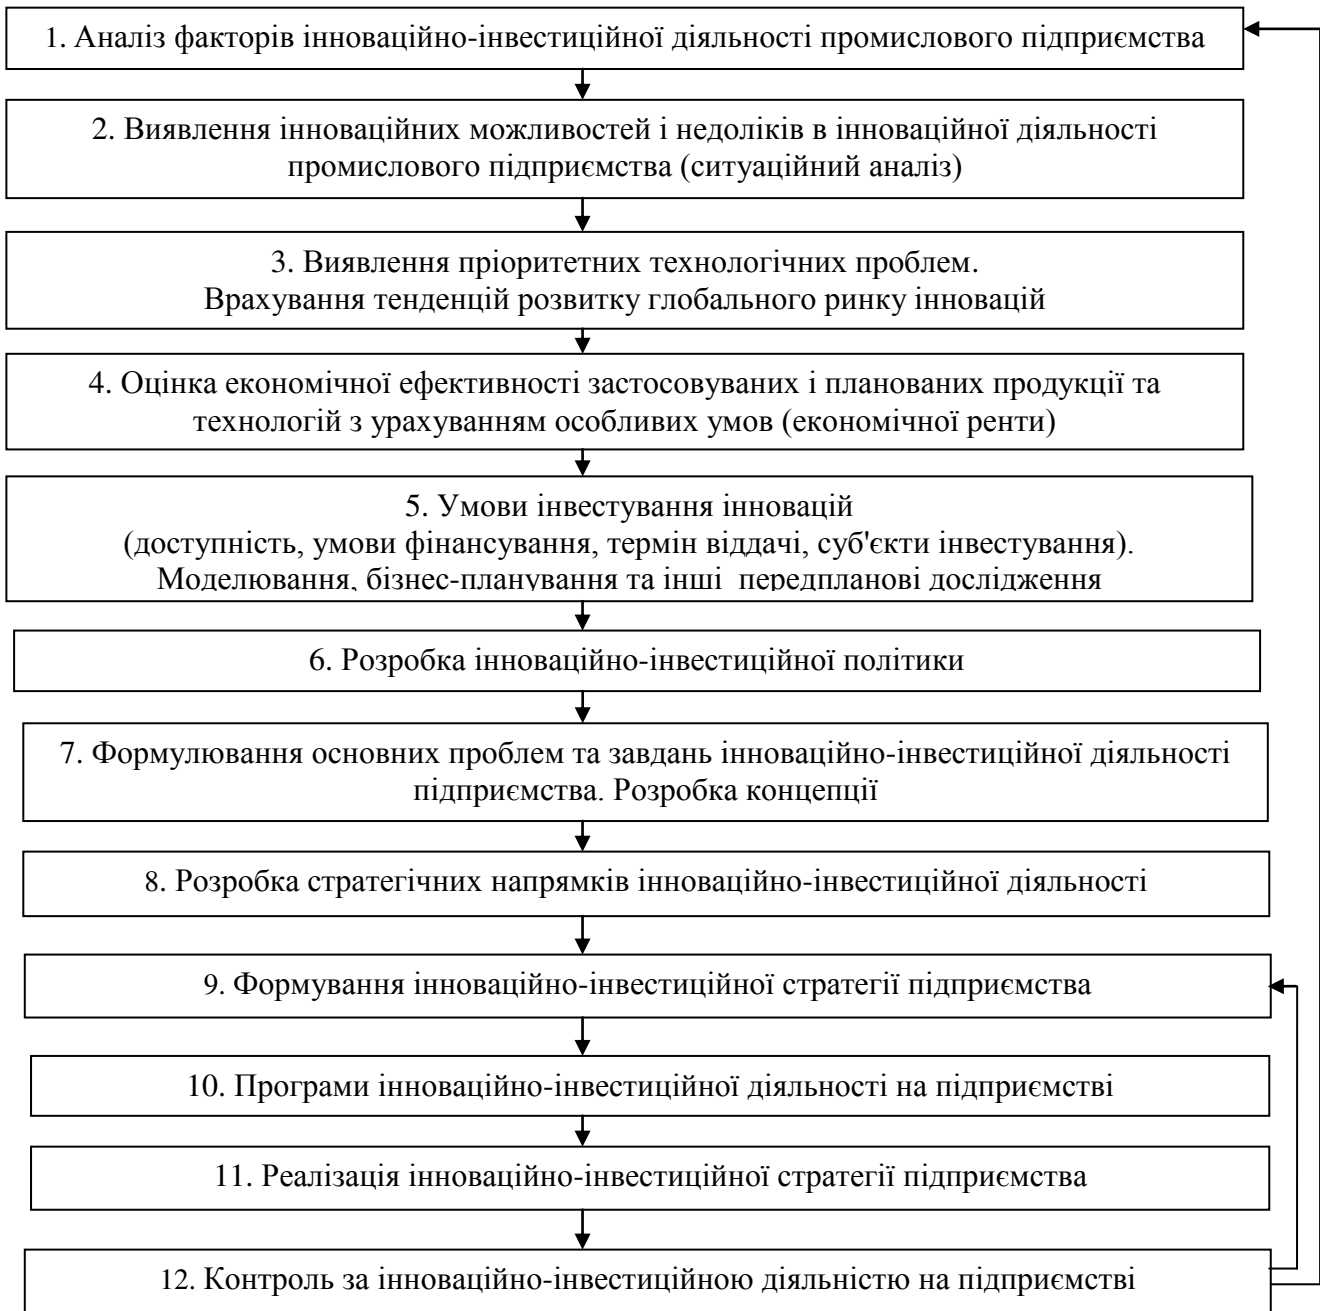 1. Аналіз факторів інноваційно-інвестиційної діяльності промислового підприємства
2. Виявлення інноваційних можливостей і недоліків в інноваційної діяльності
промислового підприємства (ситуаційний аналіз)
3. Виявлення пріоритетних технологічних проблем.
Врахування тенденцій розвитку глобального ринку інновацій
4. Оцінка економічної ефективності застосовуваних і планованих продукції та
технологій з урахуванням особливих умов (економічної ренти)
5. Умови інвестування інновацій
(доступність, умови фінансування, термін віддачі, суб'єкти інвестування).
Моделювання, бізнес-планування та інші передпланові дослідження
6. Розробка інноваційно-інвестиційної політики
7. Формулювання основних проблем та завдань інноваційно-інвестиційної діяльності
підприємства. Розробка концепції
8. Розробка стратегічних напрямків інноваційно-інвестиційної діяльності
9. Формування інноваційно-інвестиційної стратегії підприємства
10. Програми інноваційно-інвестиційної діяльності на підприємстві
11. Реалізація інноваційно-інвестиційної стратегії підприємства
12. Контроль за інноваційно-інвестиційною діяльністю на підприємстві